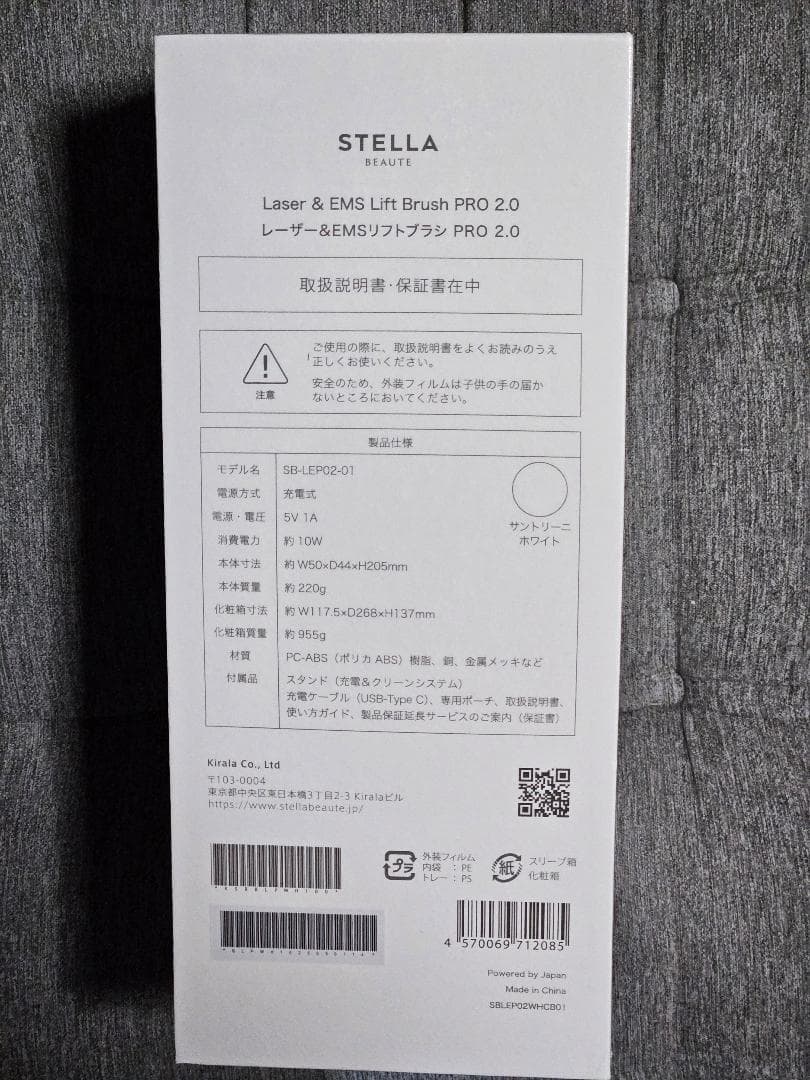 STELLA
BEAUTE
Laser & EMS Lift Brush PRO 2.0
レーザー&EMSリフトブラシ PRO 2.0
取扱説明書・保証書在中
注意
ご使用の際に、取扱説明書をよくお読みのうえ
正しくお使いください。
安全のため、外装フィルムは子供の手の届か
ないところにおいてください。
製品仕様
モデル名 SB-LEP02-01
電源方式 充電式
電源・電圧 5V 1A
消費電力 約 10W
本体寸法 約 W50×D44×H205mm
本体質量 約 220g
化粧箱寸法 約 W117.5×D268×H137mm
化粧箱質量 約 955g
材質 PC-ABS（ポリカ ABS）樹脂、銅、金属メッキなど
付属品 スタンド（充電＆クリーンシステム）
充電ケーブル（USB-Type C）、専用ポーチ、取扱説明書、
使い方ガイド、製品保証延長サービスのご案内（保証書）
サントリーニ
ホワイト
Kirala Co., Ltd
〒103-0004
東京都中央区東日本橋3丁目2-3 Kiralaビル
https://www.stellabeaute.jp/
プラ
外装フィルム
内袋 : PE
トレー : PS
紙
スリーブ箱
化粧箱
4 570069 712085
Powered by Japan
Made in China
SBLEP02WHCB01